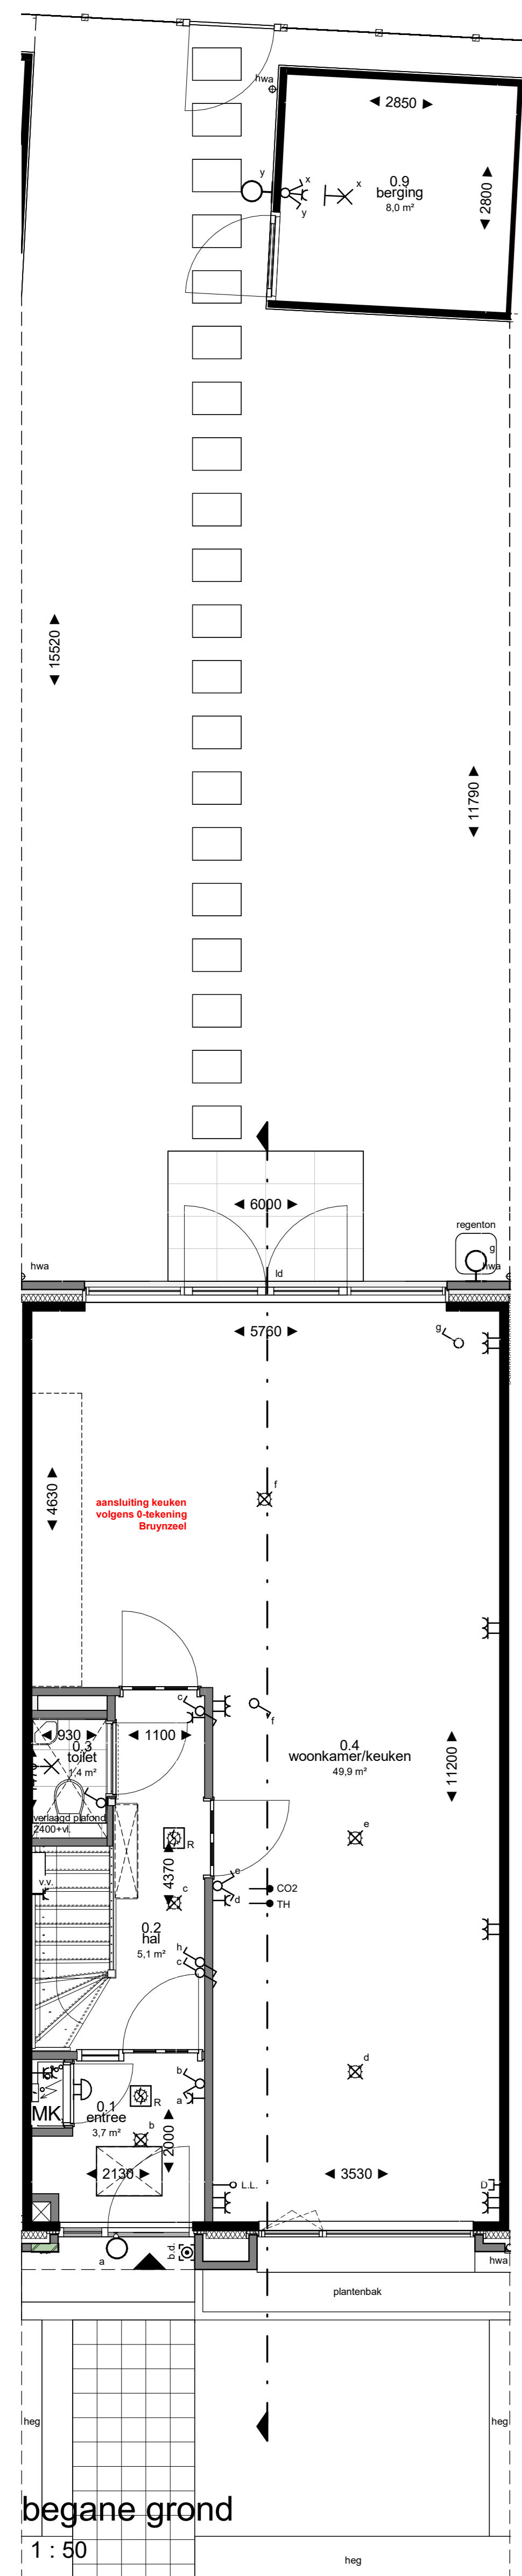 hwa
2850
y
x
x
y
0.9
berging
8,0 m²
2800
15520
11790
6000
regenton
g
hwa
hwa
ld
5760
g
4630
aansluiting keuken
volgens 0-tekening
Bruynzeel
f
c
f
930
1100
0.3
toilet
1,4 m²
0.4
woonkamer/keuken
49,9 m²
11200
verlaagd plafond
2400+vl.
e
R
4370
v.v.
c
e
d
CO2
TH
0.2
hal
5,1 m²
h
c
d
b
a
MK
R
0.1
entree
3,7 m²
b
2000
2130
L.L.
3530
D
a
b.d.
hwa
plantenbak
heg
heg
begane grond
1 : 50
heg